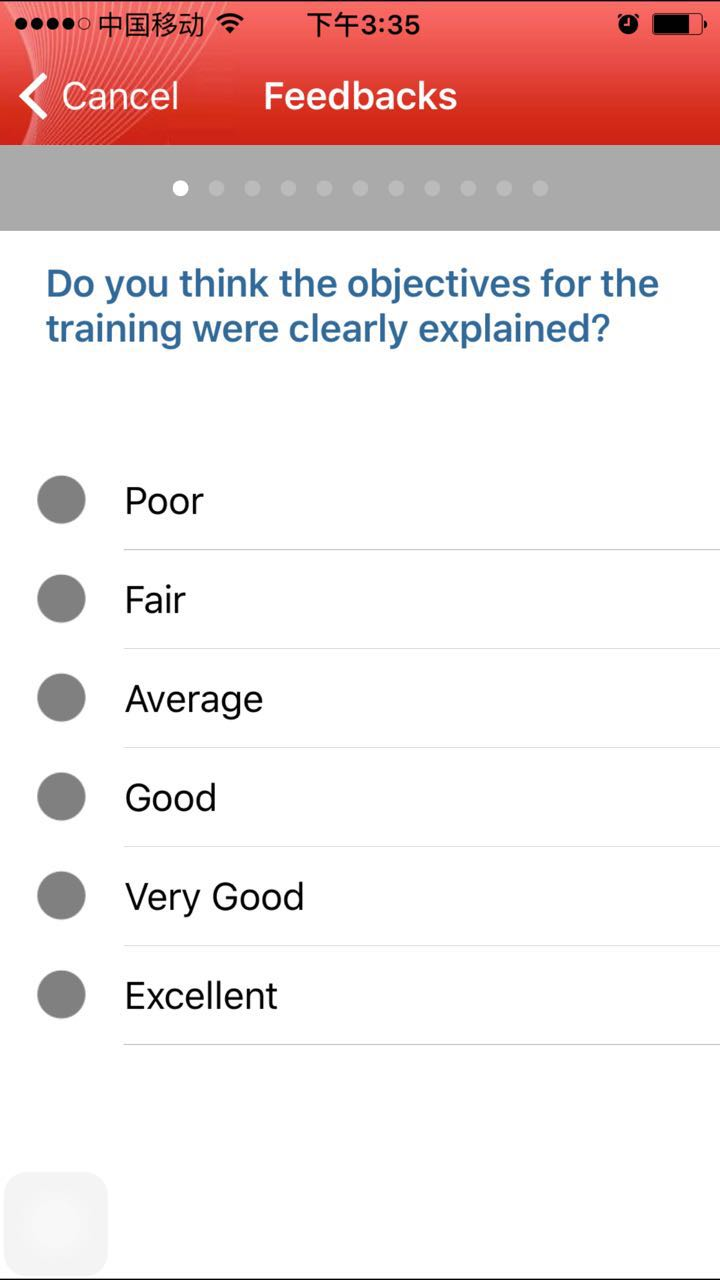 中国移动 下午3:35
Cancel Feedbacks
Do you think the objectives for the
training were clearly explained?
Poor
Fair
Average
Good
Very Good
Excellent